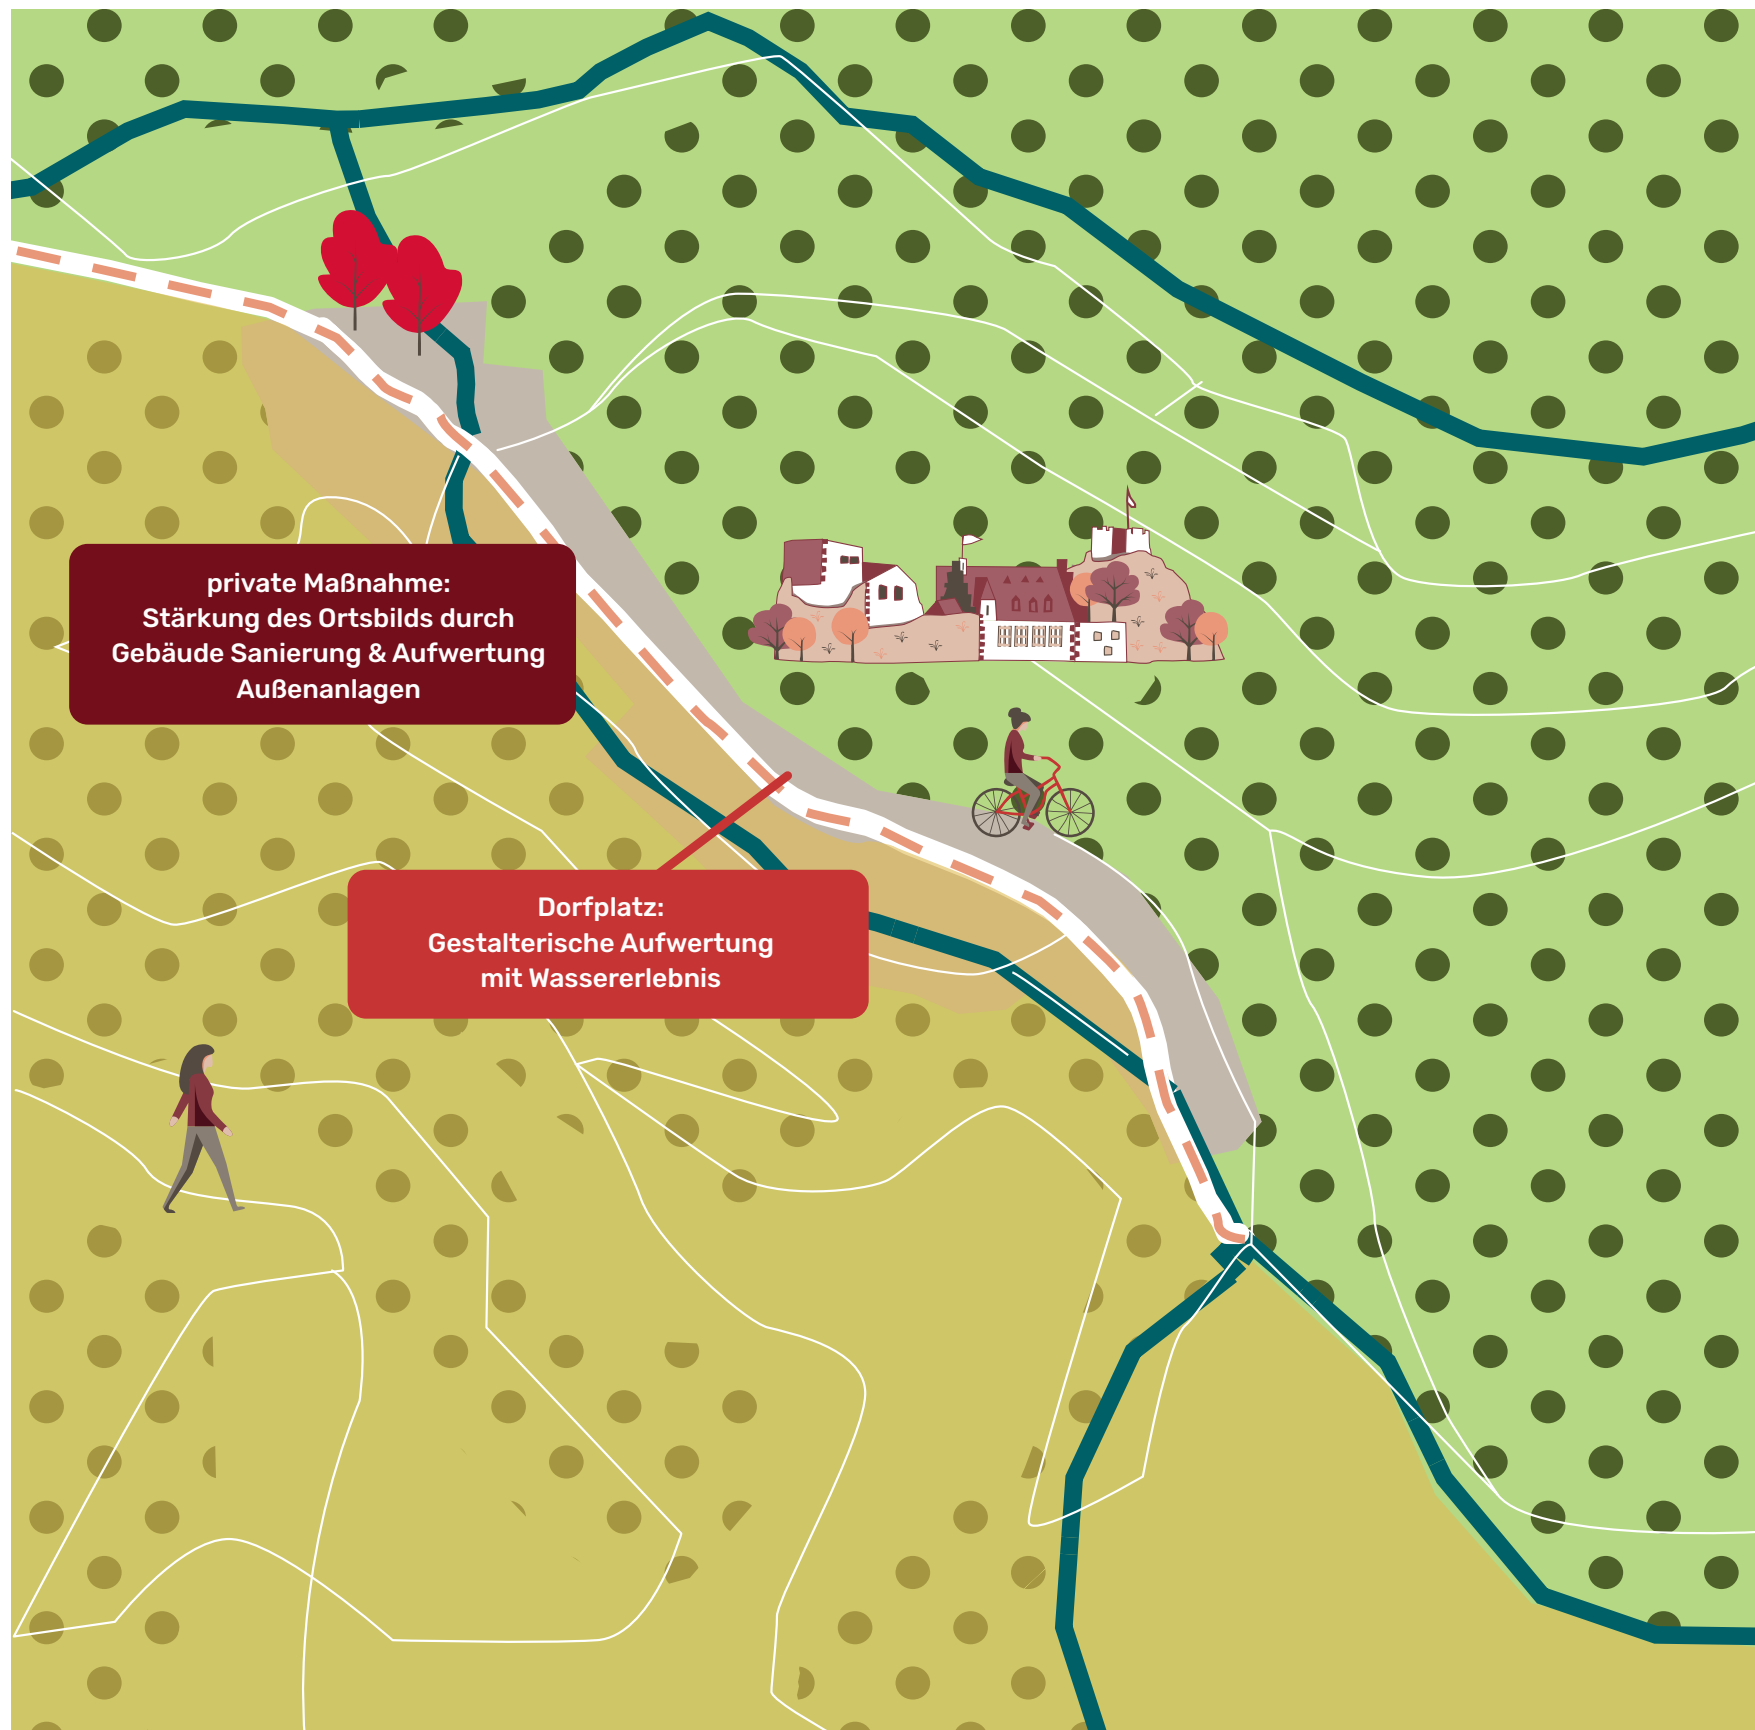 private Maßnahme:
Stärkung des Ortsbilds durch
Gebäude Sanierung & Aufwertung
Außenanlagen
Dorfplatz:
Gestalterische Aufwertung
mit Wassererlebnis